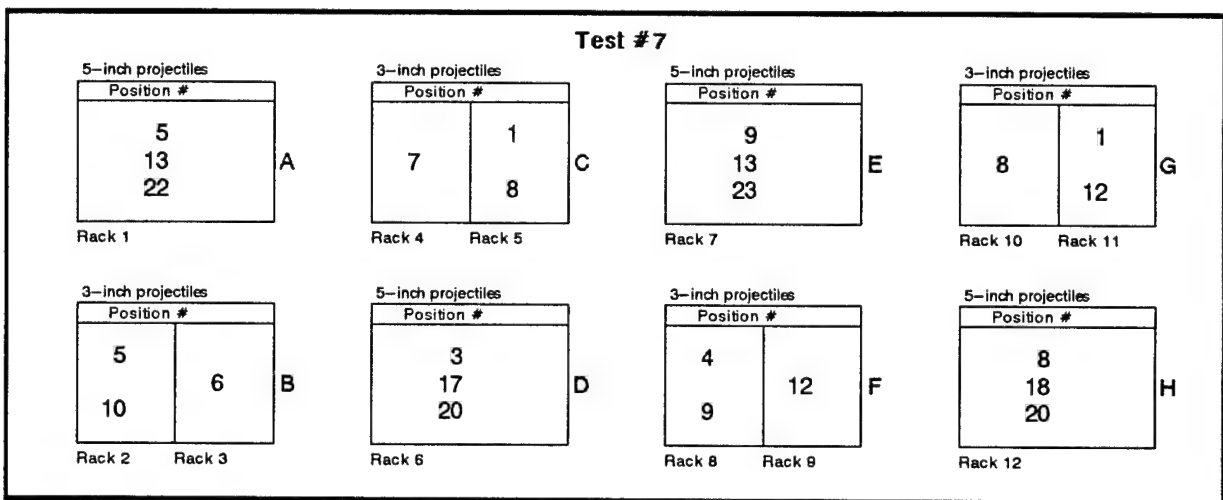 Test #7
5-inch projectiles
Position #
5
13
22
A
Rack 1
3-inch projectiles
Position #
7
1
8
C
Rack 4 Rack 5
5-inch projectiles
Position #
9
13
23
E
Rack 7
3-inch projectiles
Position #
8
1
12
G
Rack 10 Rack 11
3-inch projectiles
Position #
5
10
6
B
Rack 2 Rack 3
5-inch projectiles
Position #
3
17
20
D
Rack 6
3-inch projectiles
Position #
4
9
12
F
Rack 8 Rack 9
5-inch projectiles
Position #
8
18
20
H
Rack 12